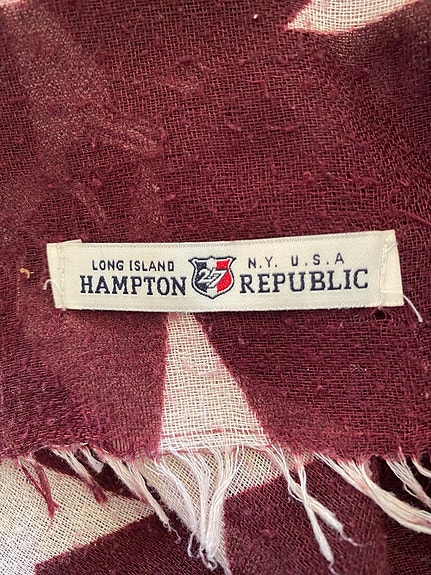 LONG ISLAND 27 N.Y. U.S.A
HAMPTON REPUBLIC